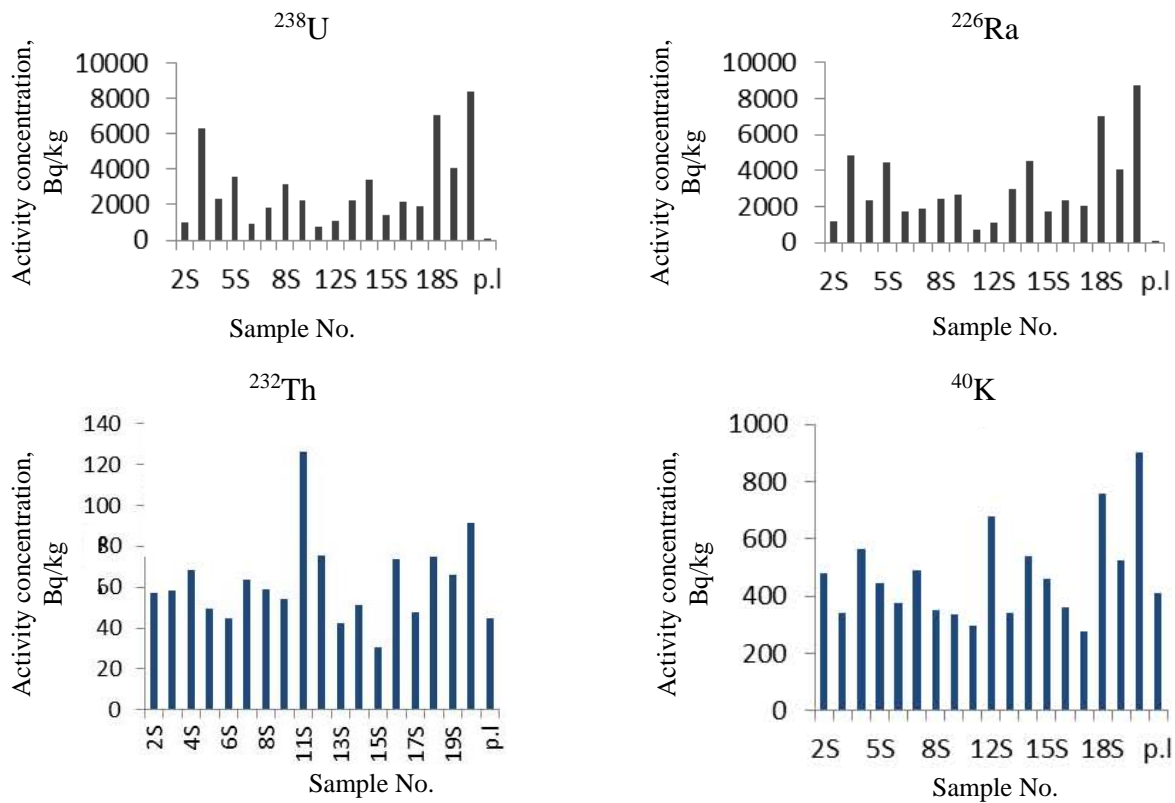 ²³⁸U
Activity concentration,
Bq/kg
10000
8000
6000
4000
2000
0
2S 5S 8S 12S 15S 18S p.l
Sample No.
²²⁶Ra
Activity concentration,
Bq/kg
10000
8000
6000
4000
2000
0
2S 5S 8S 12S 15S 18S p.l
Sample No.
²³²Th
Activity concentration,
Bq/kg
140
120
100
80
60
40
20
0
2S 4S 6S 8S 11S 13S 15S 17S 19S p.l
Sample No.
⁴⁰K
Activity concentration,
Bq/kg
1000
800
600
400
200
0
2S 5S 8S 12S 15S 18S p.l
Sample No.